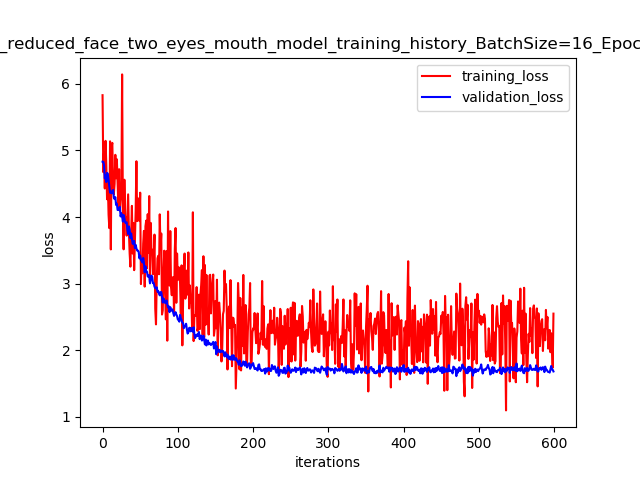 _reduced_face_two_eyes_mouth_model_training_history_BatchSize=16_Epoc
training_loss
validation_loss
loss
6
5
4
3
2
1
0 100 200 300 400 500 600
iterations